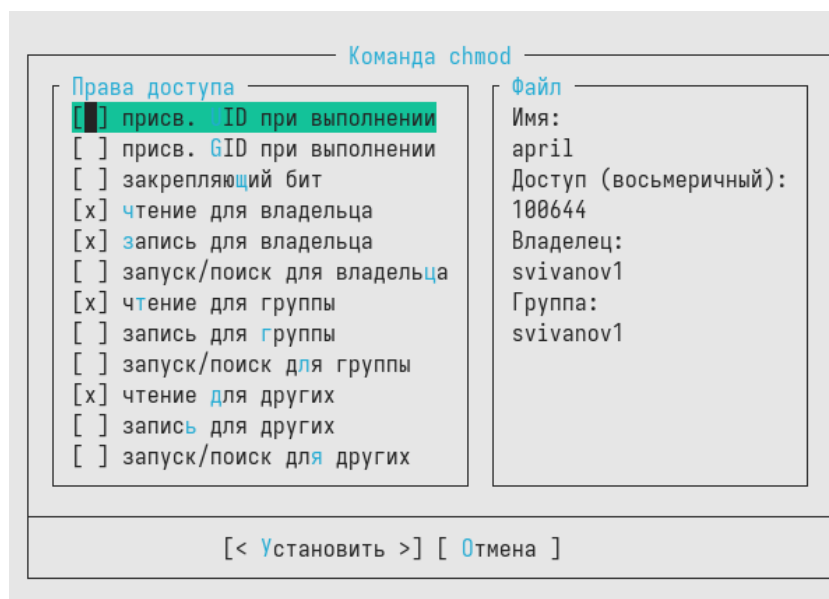 Команда chmod
Права доступа
[ ] присв. UID при выполнении
[ ] присв. GID при выполнении
[ ] закрепляющий бит
[x] чтение для владельца
[x] запись для владельца
[ ] запуск/поиск для владельца
[x] чтение для группы
[ ] запись для группы
[ ] запуск/поиск для группы
[x] чтение для других
[ ] запись для других
[ ] запуск/поиск для других
Файл
Имя:
april
Доступ (восьмеричный):
100644
Владелец:
svivanov1
Группа:
svivanov1
[< Установить >] [ Отмена ]